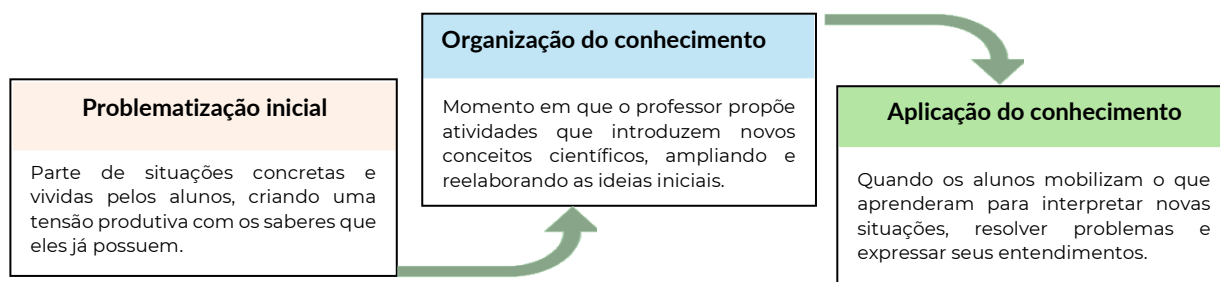 Problematização inicial
Parte de situações concretas e
vividas pelos alunos, criando uma
tensão produtiva com os saberes que
eles já possuem.
Organização do conhecimento
Momento em que o professor propõe
atividades que introduzem novos
conceitos científicos, ampliando e
reelaborando as ideias iniciais.
Aplicação do conhecimento
Quando os alunos mobilizam o que
aprenderam para interpretar novas
situações, resolver problemas e
expressar seus entendimentos.